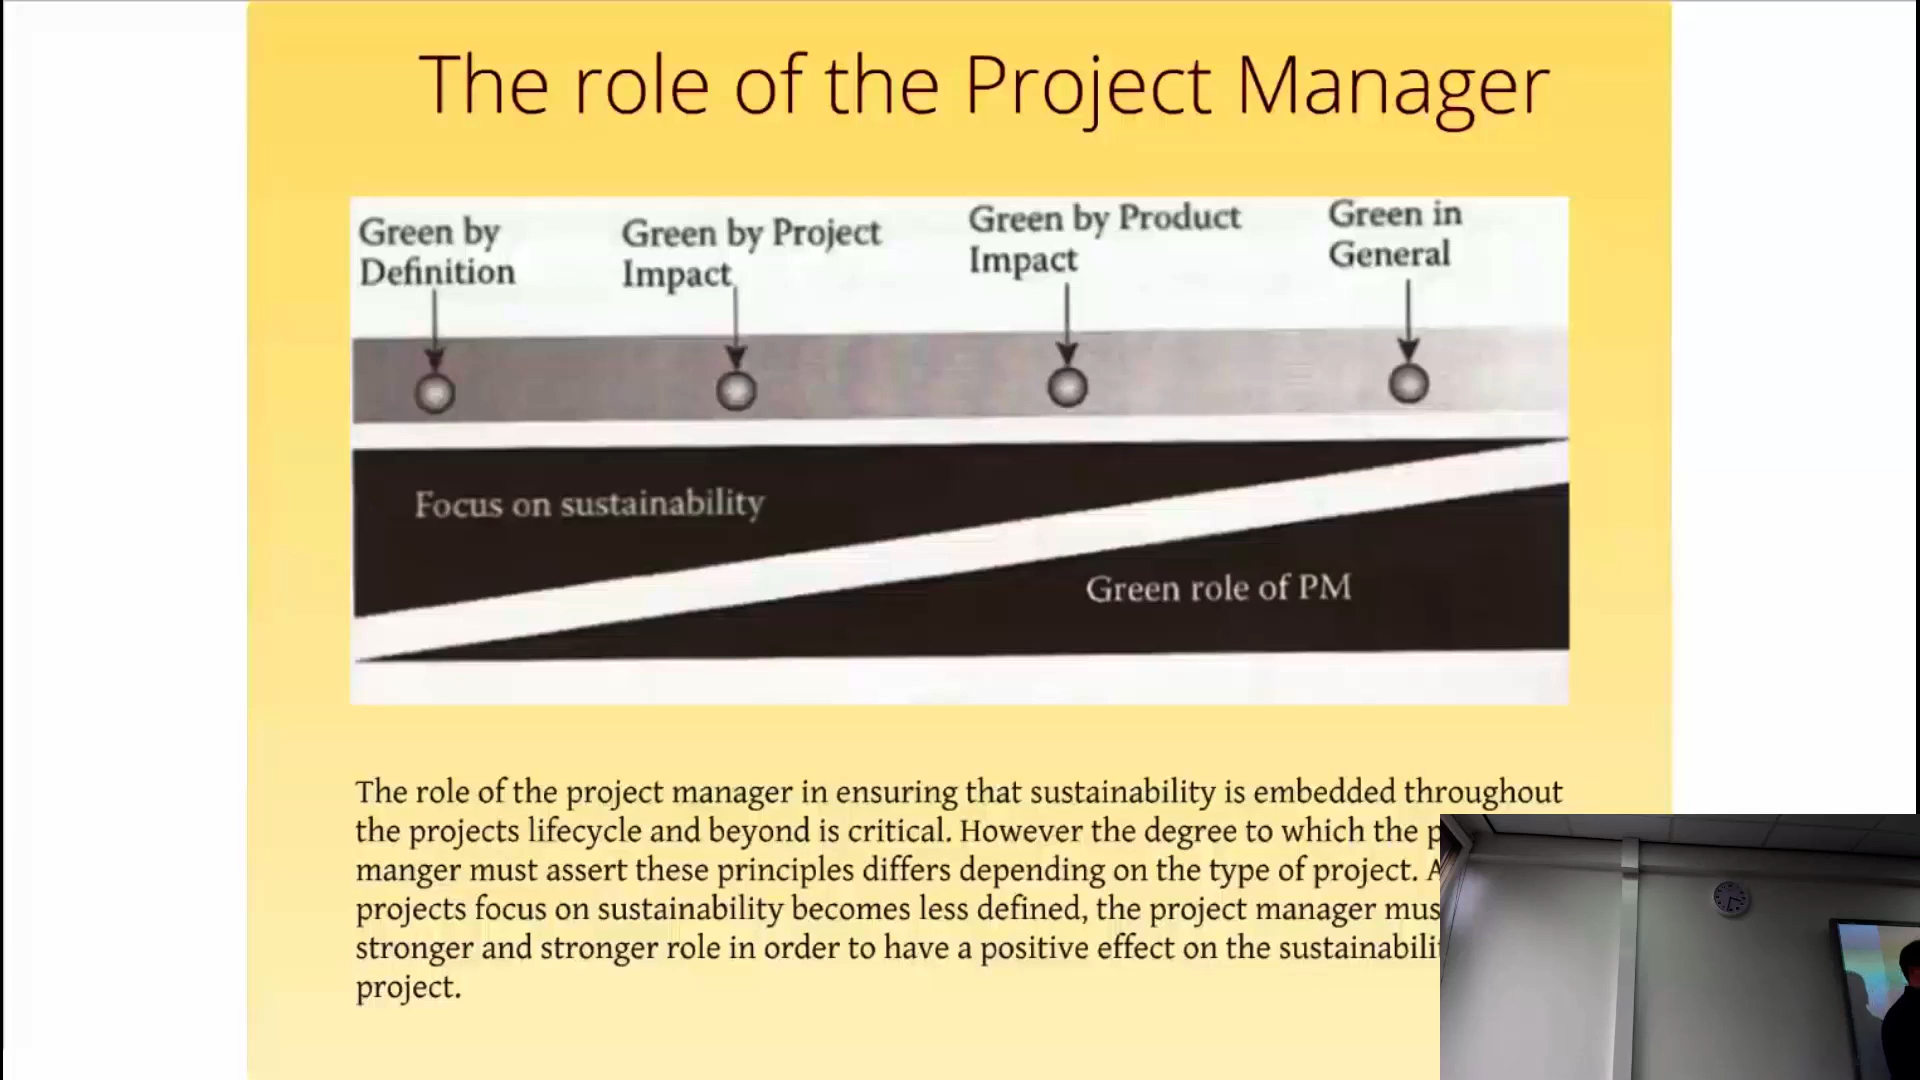 The role of the Project Manager
Green by
Definition
Green by Project
Impact
Green by Product
Impact
Green in
General
Focus on sustainability
Green role of PM
The role of the project manager in ensuring that sustainability is embedded throughout
the projects lifecycle and beyond is critical. However the degree to which the
manger must assert these principles differs depending on the type of project.
projects focus on sustainability becomes less defined, the project manager
stronger and stronger role in order to have a positive effect on the
project.